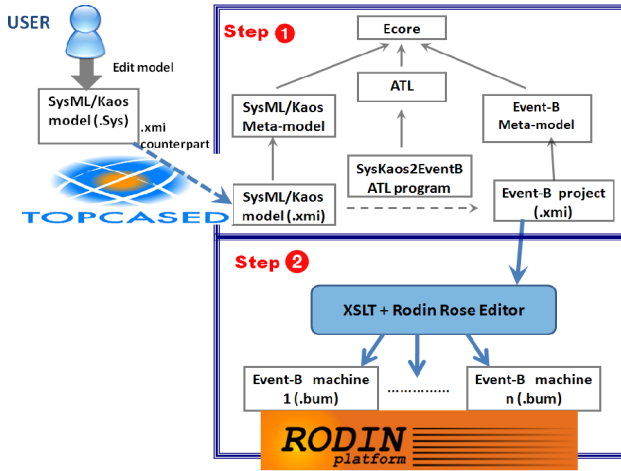 USER
Edit model
SysML/Kaos
model (.Sys)
.xmi
counterpart
TOPCASED
Step 1
Ecore
SysML/Kaos
Meta-model
ATL
Event-B
Meta-model
SysKaos2EventB
ATL program
SysML/Kaos
model (.xmi)
Event-B project
(.xmi)
Step 2
XSLT + Rodin Rose Editor
Event-B machine
1 (.bum)
……………
Event-B machine
n (.bum)
RODIN
platform